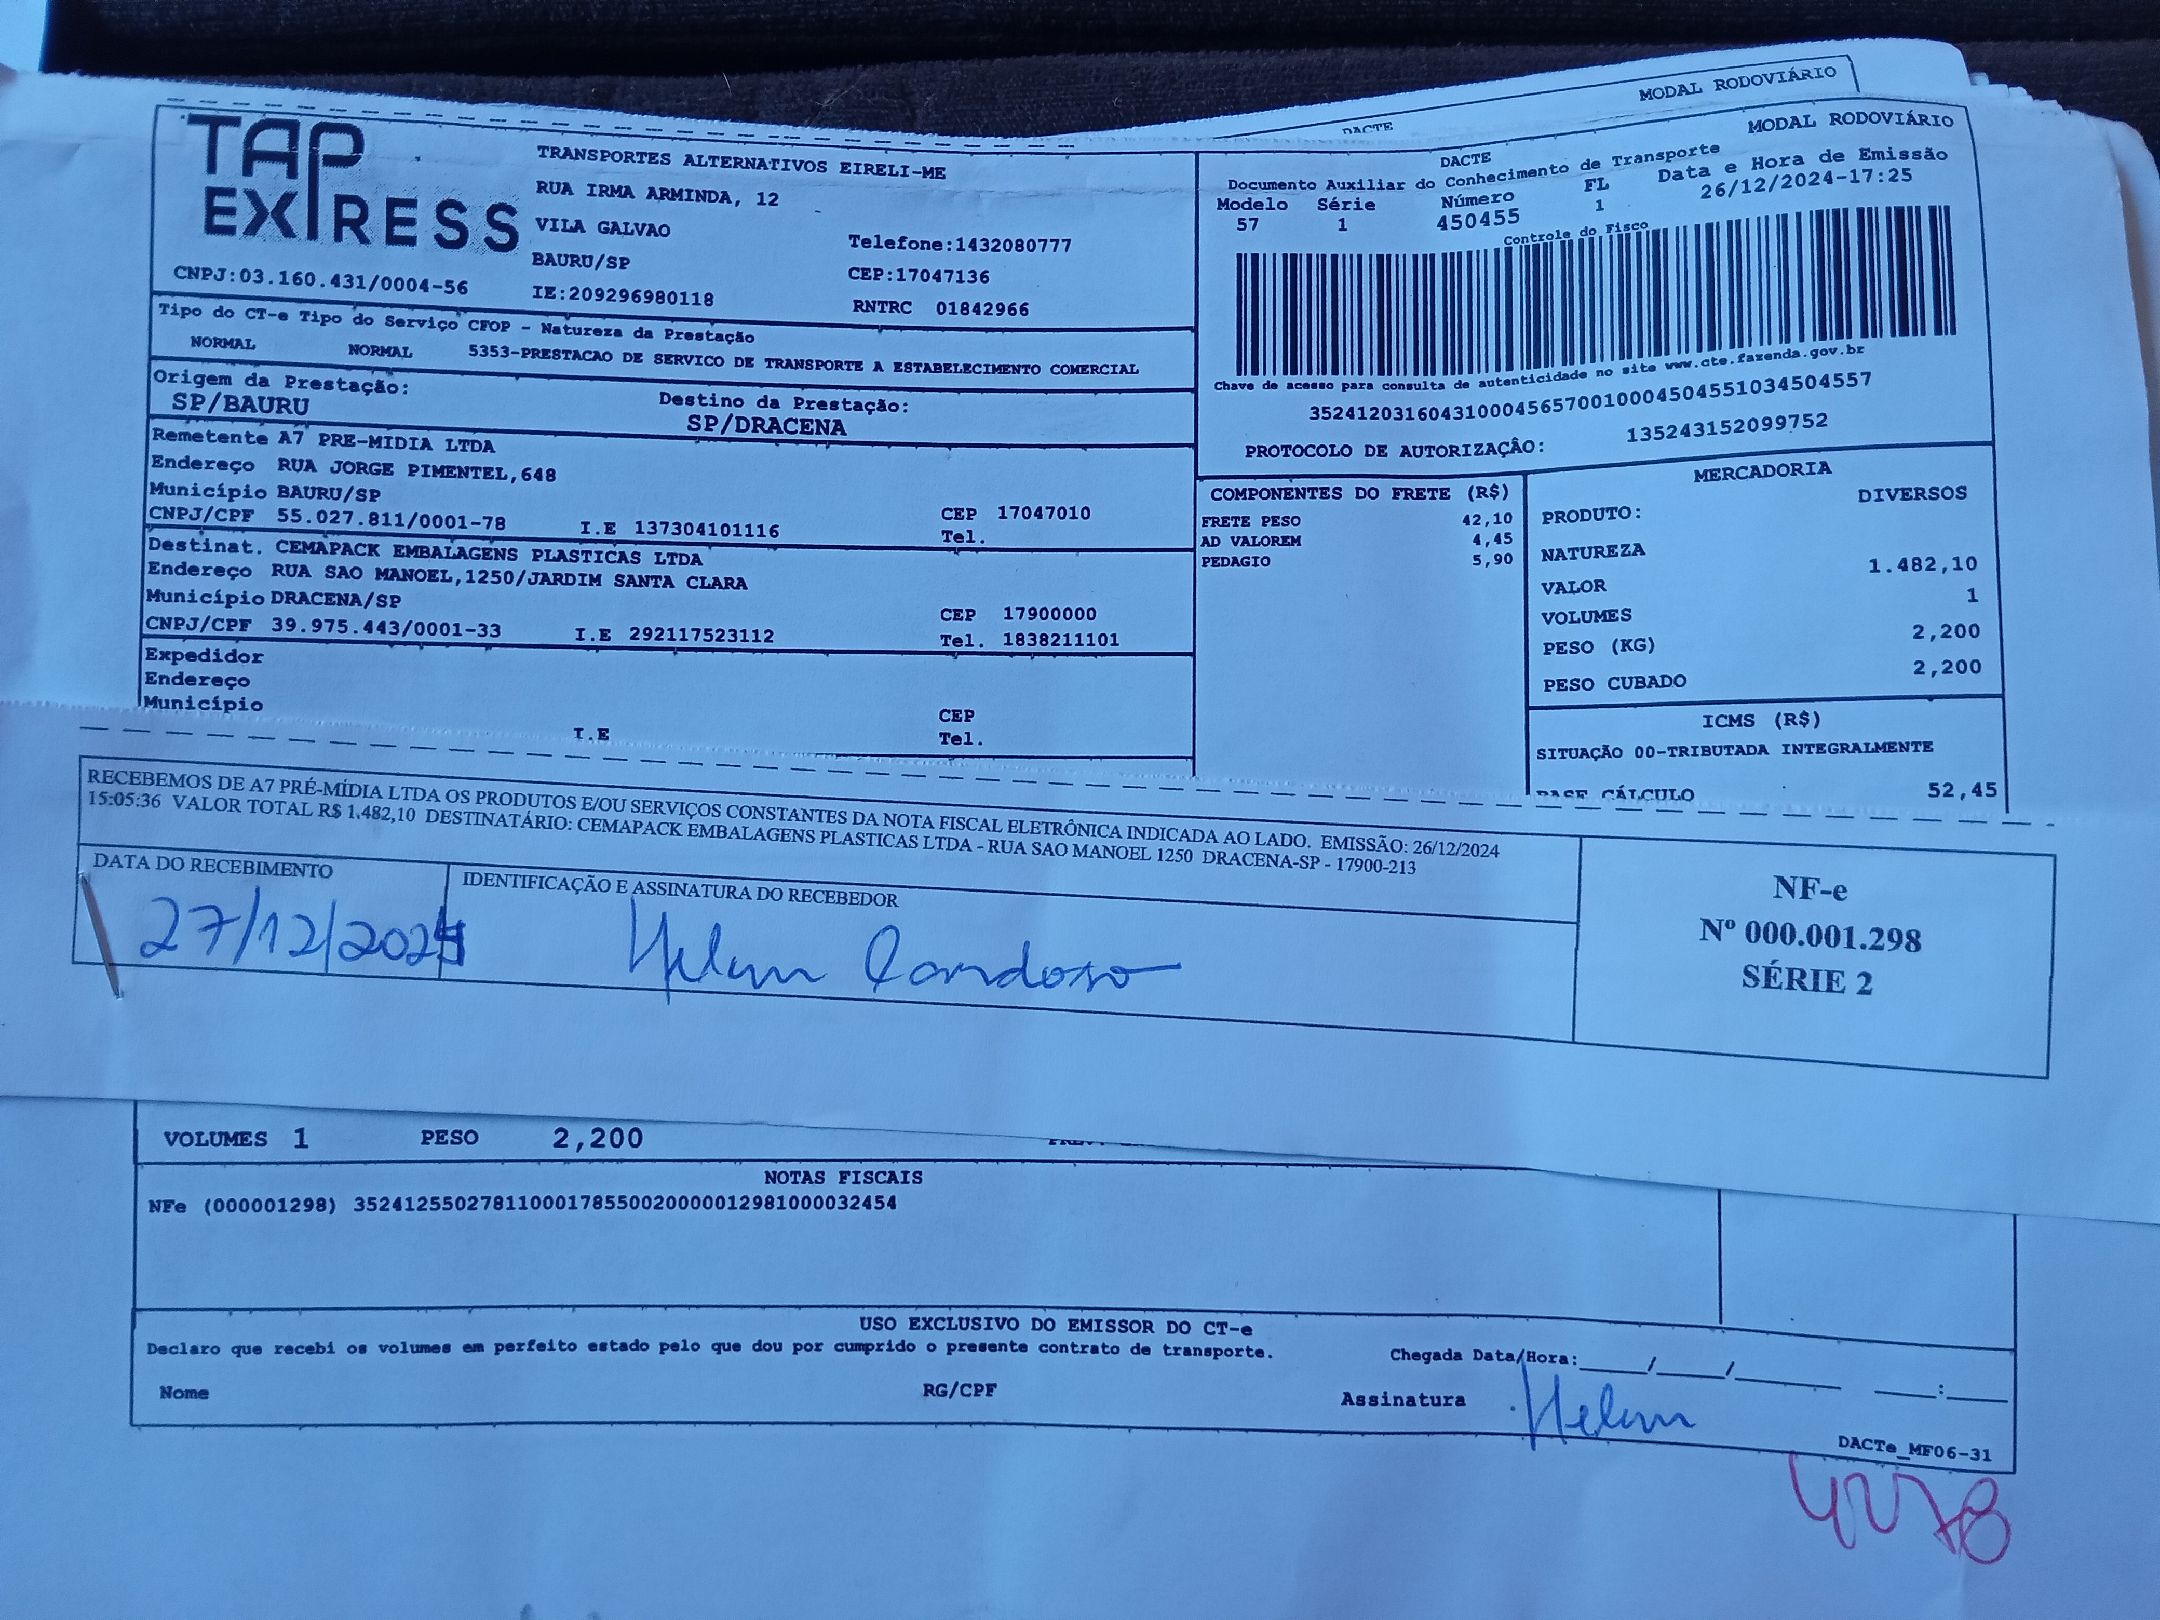 MODAL RODOVIÁRIO
DACTE
TAP EXPRESS
TRANSPORTES ALTERNATIVOS EIRELI-ME
RUA IRMA ARMINDA, 12
VILA GALVAO
Telefone:1432080777
BAURU/SP
CEP:17047136
CNPJ:03.160.431/0004-56
IE:209296980118
RNTRC 01842966
MODAL RODOVIÁRIO
DACTE
Documento Auxiliar do Conhecimento de Transporte
Modelo Série Número FL Data e Hora de Emissão
57 1 450455 1 26/12/2024-17:25
Controle do Fisco
Chave de acesso para consulta de autenticidade no site www.cte.fazenda.gov.br
35241203160431000456570010004504551034504557
PROTOCOLO DE AUTORIZAÇÂO: 135243152099752
Tipo do CT-e Tipo do Serviço CFOP - Natureza da Prestação
NORMAL NORMAL 5353-PRESTACAO DE SERVICO DE TRANSPORTE A ESTABELECIMENTO COMERCIAL
Origem da Prestação: Destino da Prestação:
SP/BAURU SP/DRACENA
Remetente A7 PRE-MIDIA LTDA
Endereço RUA JORGE PIMENTEL,648
Município BAURU/SP CEP 17047010
CNPJ/CPF 55.027.811/0001-78 I.E 137304101116 Tel.
Destinat. CEMAPACK EMBALAGENS PLASTICAS LTDA
Endereço RUA SAO MANOEL,1250/JARDIM SANTA CLARA
Município DRACENA/SP CEP 17900000
CNPJ/CPF 39.975.443/0001-33 I.E 292117523112 Tel. 1838211101
Expedidor
Endereço
Município CEP
I.E Tel.
COMPONENTES DO FRETE (R$)
FRETE PESO 42,10
AD VALOREM 4,45
PEDAGIO 5,90
MERCADORIA
PRODUTO: DIVERSOS
NATUREZA
VALOR 1.482,10
VOLUMES 1
PESO (KG) 2,200
PESO CUBADO 2,200
ICMS (R$)
SITUAÇÃO 00-TRIBUTADA INTEGRALMENTE
BASE CÁLCULO 52,45
RECEBEMOS DE A7 PRÉ-MÍDIA LTDA OS PRODUTOS E/OU SERVIÇOS CONSTANTES DA NOTA FISCAL ELETRÔNICA INDICADA AO LADO. EMISSÃO: 26/12/2024
15:05:36 VALOR TOTAL R$ 1.482,10 DESTINATÁRIO: CEMAPACK EMBALAGENS PLASTICAS LTDA - RUA SAO MANOEL 1250 DRACENA-SP - 17900-213
DATA DO RECEBIMENTO
27/12/2024
IDENTIFICAÇÃO E ASSINATURA DO RECEBEDOR
Helen Cardoso
NF-e
Nº 000.001.298
SÉRIE 2
VOLUMES 1 PESO 2,200
NOTAS FISCAIS
NFe (000001298) 35241255027811000178550020000012981000032454
USO EXCLUSIVO DO EMISSOR DO CT-e
Declaro que recebi os volumes em perfeito estado pelo que dou por cumprido o presente contrato de transporte.
Chegada Data/Hora:_____/_____/________ ____:____
Nome RG/CPF Assinatura Helen
DACTe_MF06-31